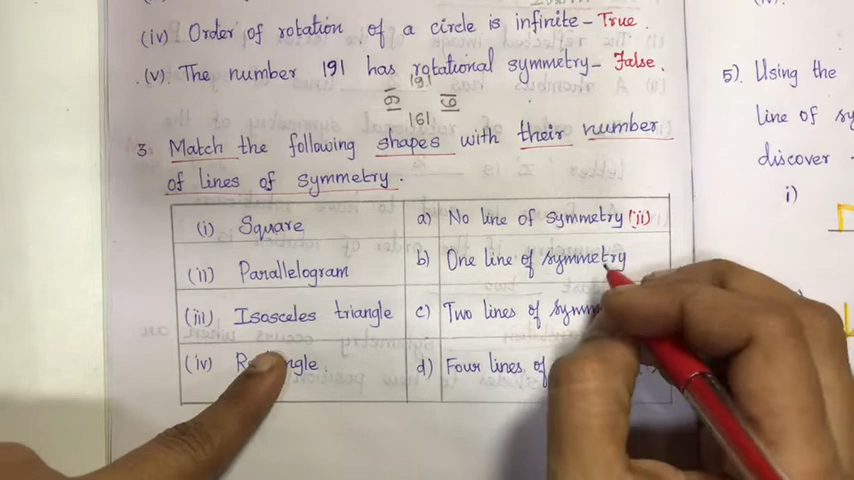 (iv) Order of rotation of a circle is infinite - True.
(v) The number 191 has rotational symmetry - False.
191
161
161
161
3. Match the following shapes with their number
of lines of symmetry.
(i) Square a) No line of symmetry (ii)
(ii) Parallelogram b) One line of symmetry
(iii) Isosceles triangle c) Two lines of
(iv) d) Four lines of
5). Using the
line of
discover
i)